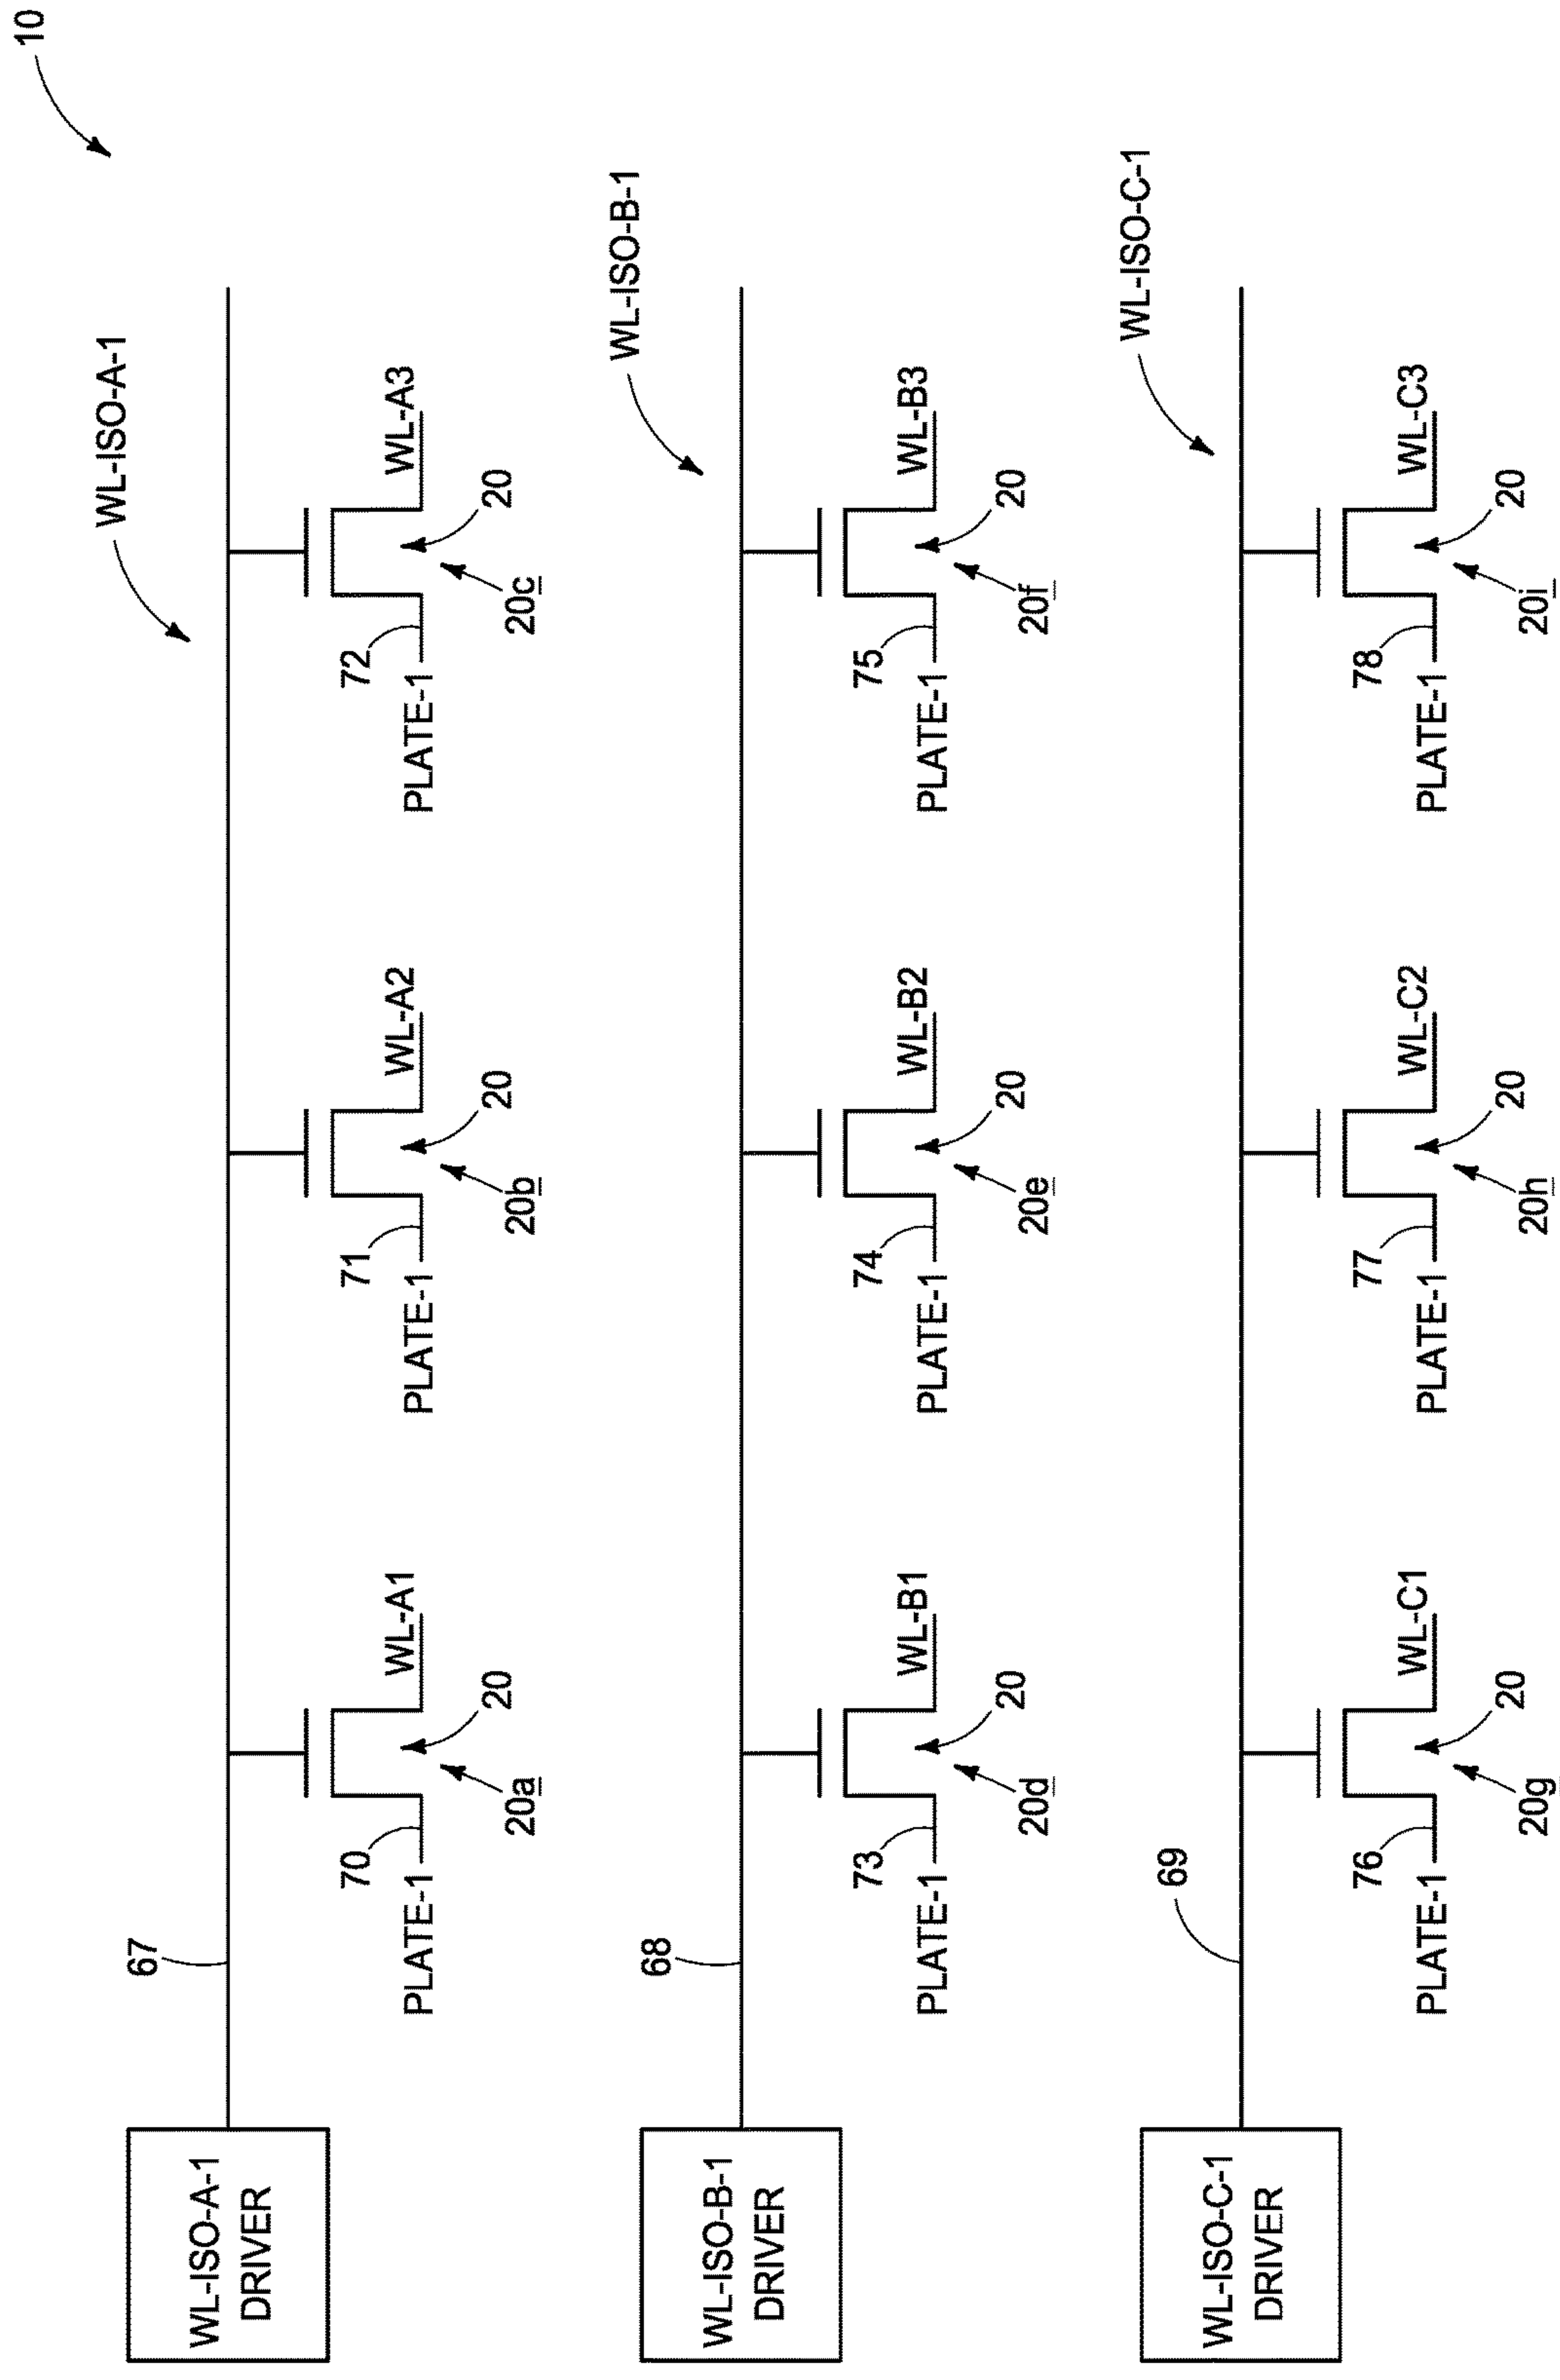 10
WL-ISO-A-1
67
WL-ISO-A-1
DRIVER
70
WL-A1
PLATE-1
20
20a
71
WL-A2
PLATE-1
20
20b
72
WL-A3
PLATE-1
20
20c
WL-ISO-B-1
68
WL-ISO-B-1
DRIVER
73
WL-B1
PLATE-1
20
20d
74
WL-B2
PLATE-1
20
20e
75
WL-B3
PLATE-1
20
20f
WL-ISO-C-1
69
WL-ISO-C-1
DRIVER
76
WL-C1
PLATE-1
20
20g
77
WL-C2
PLATE-1
20
20h
78
WL-C3
PLATE-1
20
20i